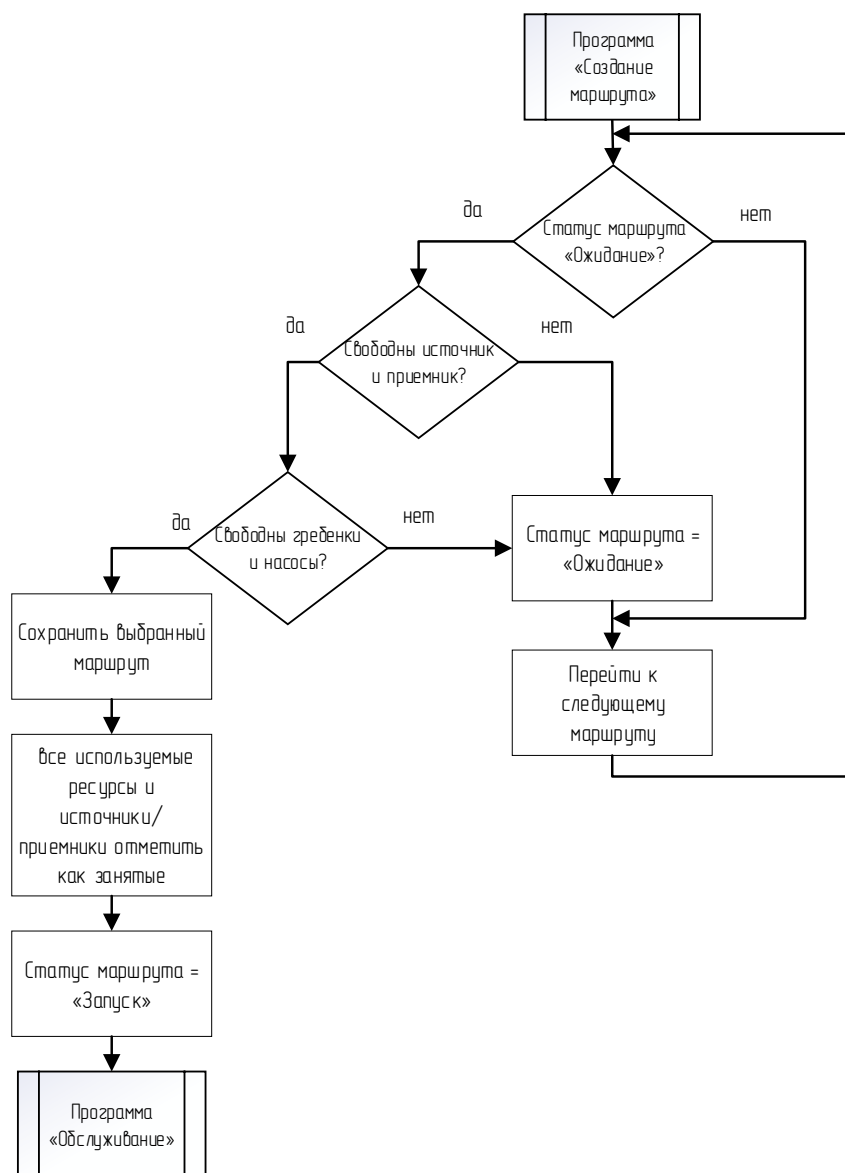 Программа
«Создание
маршрута»
Статус маршрута
«Ожидание»?
да
нет
Свободны источник
и приемник?
да
нет
Свободны гребенки
и насосы?
да
нет
Статус маршрута =
«Ожидание»
Сохранить выбранный
маршрут
Перейти к
следующему
маршруту
все используемые
ресурсы и
источники/
приемники отметить
как занятые
Статус маршрута =
«Запуск»
Программа
«Обслуживание»